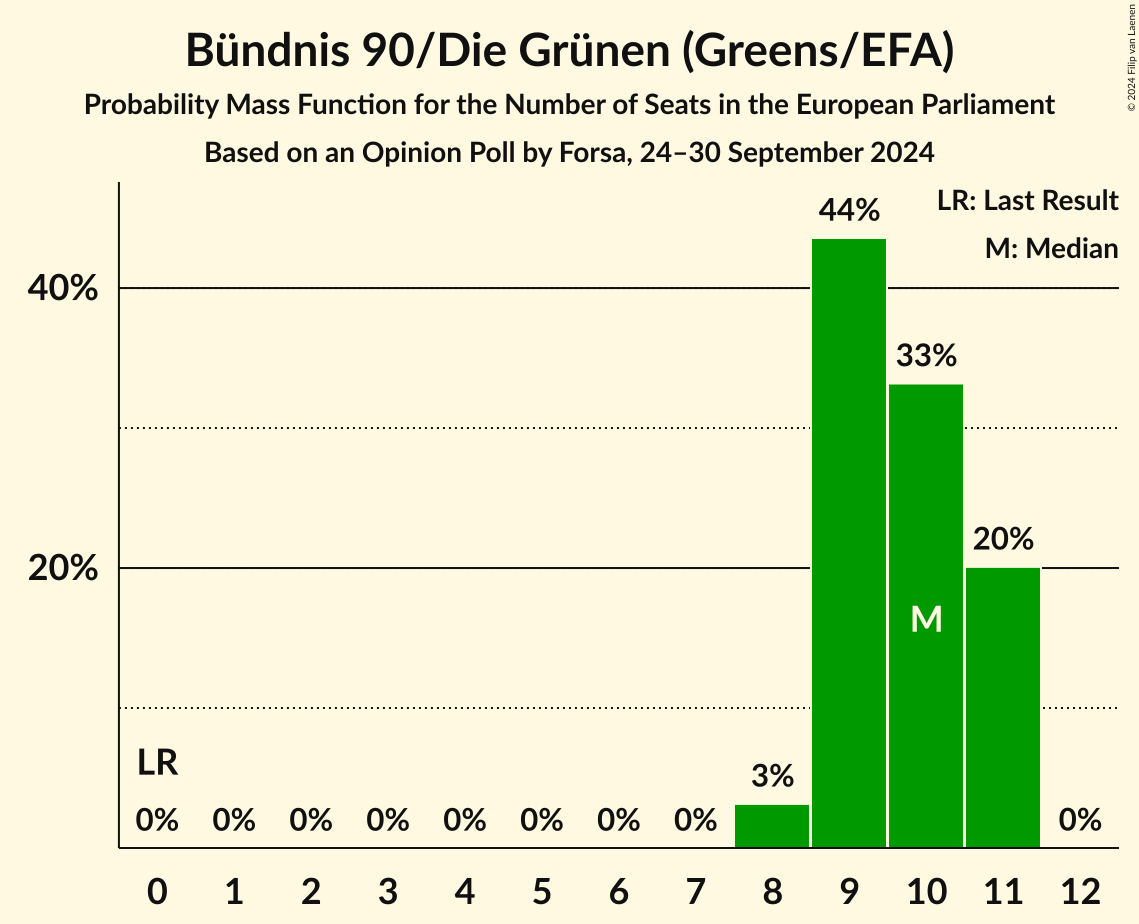 Bündnis 90/Die Grünen (Greens/EFA)
Probability Mass Function for the Number of Seats in the European Parliament
Based on an Opinion Poll by Forsa, 24–30 September 2024
© 2024 Filip van Laenen
LR: Last Result
M: Median
44%
40%
33%
20%
20%
M
LR
3%
0% 0% 0% 0% 0% 0% 0% 0% 0%
0 1 2 3 4 5 6 7 8 9 10 11 12